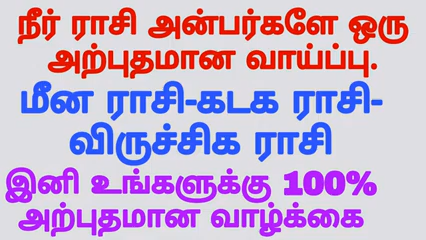 நீர் ராசி அன்பர்களே ஒரு
அற்புதமான வாய்ப்பு.
மீன ராசி-கடக ராசி-
விருச்சிக ராசி
இனி உங்களுக்கு 100%
அற்புதமான வாழ்க்கை